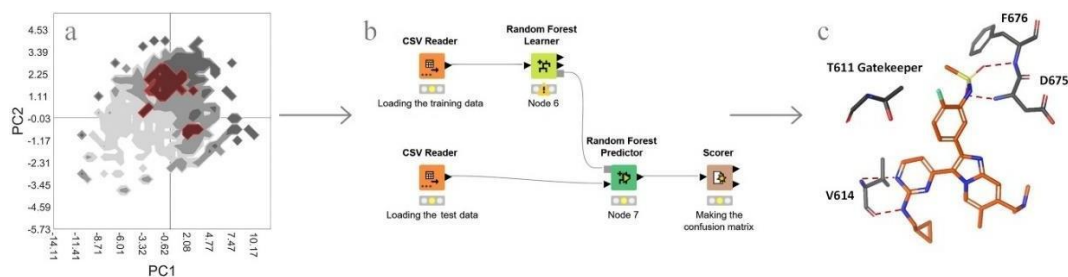 a
4.53
3.39
2.25
1.11
-0.03
-1.17
-2.31
-3.45
-4.59
-5.73
PC2
-14.11
-11.41
-8.71
-6.01
-3.32
-0.62
2.08
4.77
7.47
10.17
PC1
b
CSV Reader
Loading the training data
Random Forest
Learner
Node 6
CSV Reader
Loading the test data
Random Forest
Predictor
Node 7
Scorer
Making the
confusion matrix
c
F676
T611 Gatekeeper
D675
V614